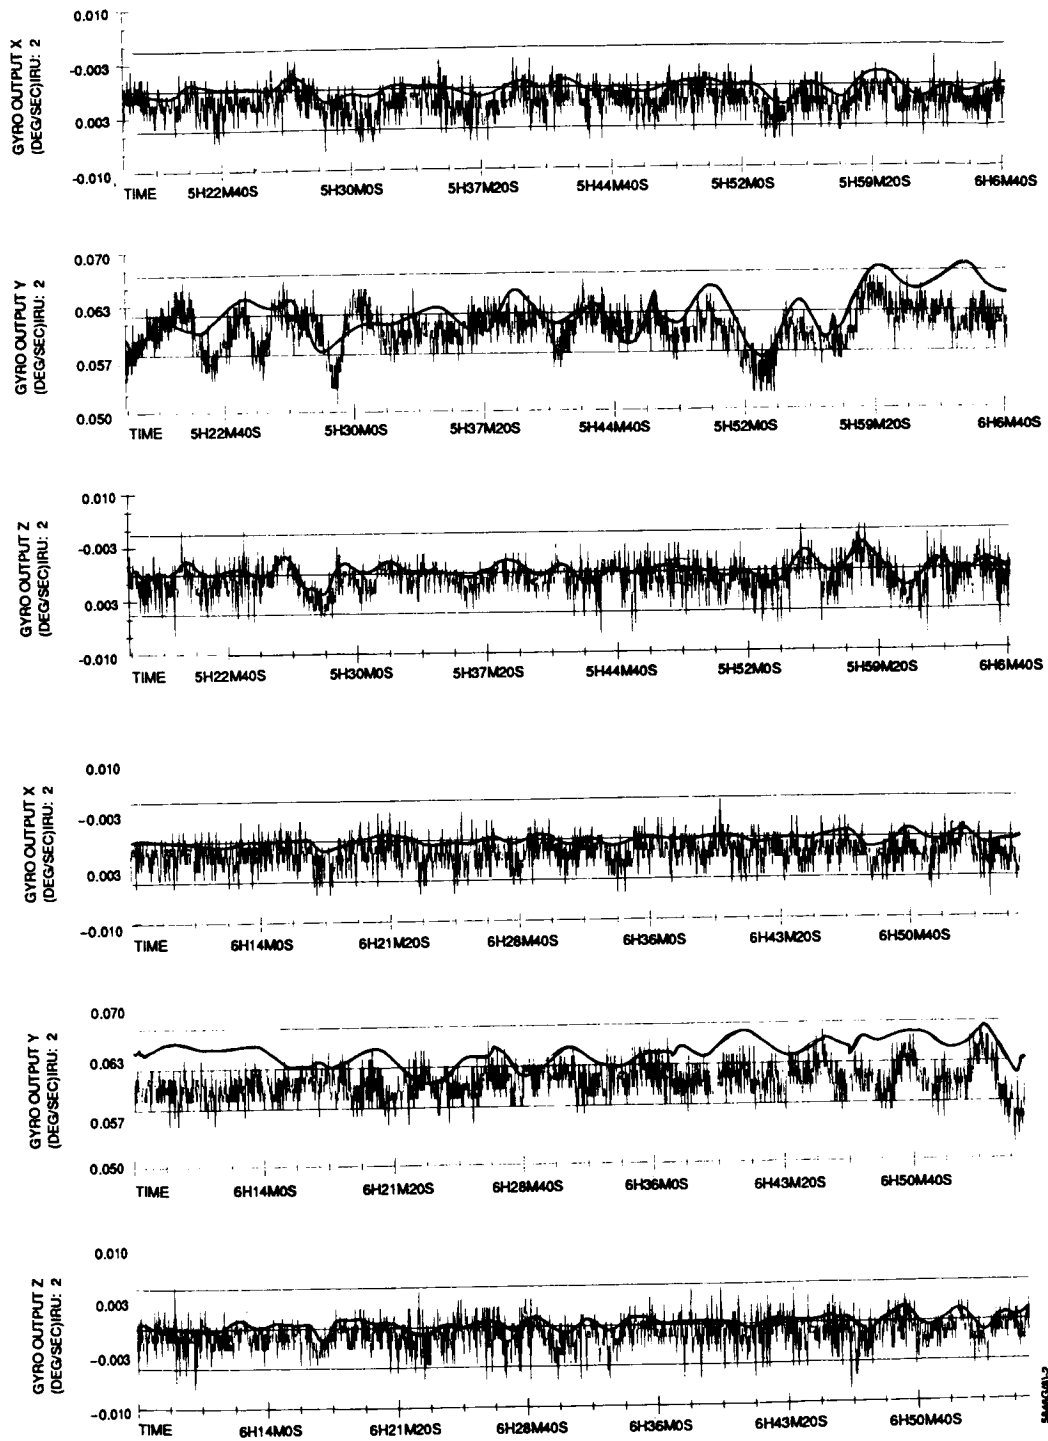 0.010
GYRO OUTPUT X
(DEG/SEC)IRU: 2
-0.003
0.003
-0.010
TIME 5H22M40S 5H30M0S 5H37M20S 5H44M40S 5H52M0S 5H59M20S 6H6M40S
0.070
GYRO OUTPUT Y
(DEG/SEC)IRU: 2
0.063
0.057
0.050
TIME 5H22M40S 5H30M0S 5H37M20S 5H44M40S 5H52M0S 5H59M20S 6H6M40S
0.010
GYRO OUTPUT Z
(DEG/SEC)IRU: 2
-0.003
0.003
-0.010
TIME 5H22M40S 5H30M0S 5H37M20S 5H44M40S 5H52M0S 5H59M20S 6H6M40S
0.010
GYRO OUTPUT X
(DEG/SEC)IRU: 2
-0.003
0.003
-0.010
TIME 6H14M0S 6H21M20S 6H28M40S 6H36M0S 6H43M20S 6H50M40S
0.070
GYRO OUTPUT Y
(DEG/SEC)IRU: 2
0.063
0.057
0.050
TIME 6H14M0S 6H21M20S 6H28M40S 6H36M0S 6H43M20S 6H50M40S
0.010
GYRO OUTPUT Z
(DEG/SEC)IRU: 2
0.003
-0.003
-0.010
TIME 6H14M0S 6H21M20S 6H28M40S 6H36M0S 6H43M20S 6H50M40S